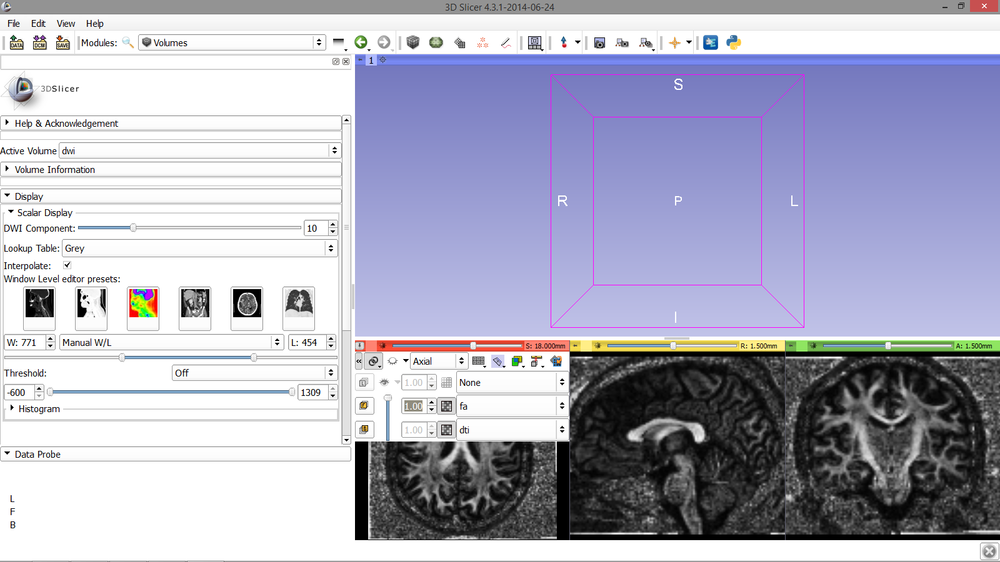 3D Slicer 4.3.1-2014-06-24
File Edit View Help
DATA DCM SAVE Modules: Volumes
1
3DSlicer
Help & Acknowledgement
Active Volume dwi
Volume Information
Display
Scalar Display
DWI Component: 10
Lookup Table: Grey
Interpolate:
Window Level editor presets:
W: 771 Manual W/L L: 454
Threshold: Off
-600 1309
Histogram
Data Probe
L
F
B
S
R P L
I
S: 18.000mm R: 1.500mm A: 1.500mm
Axial
L 1.00 None
F 1.00 fa
B 1.00 dti